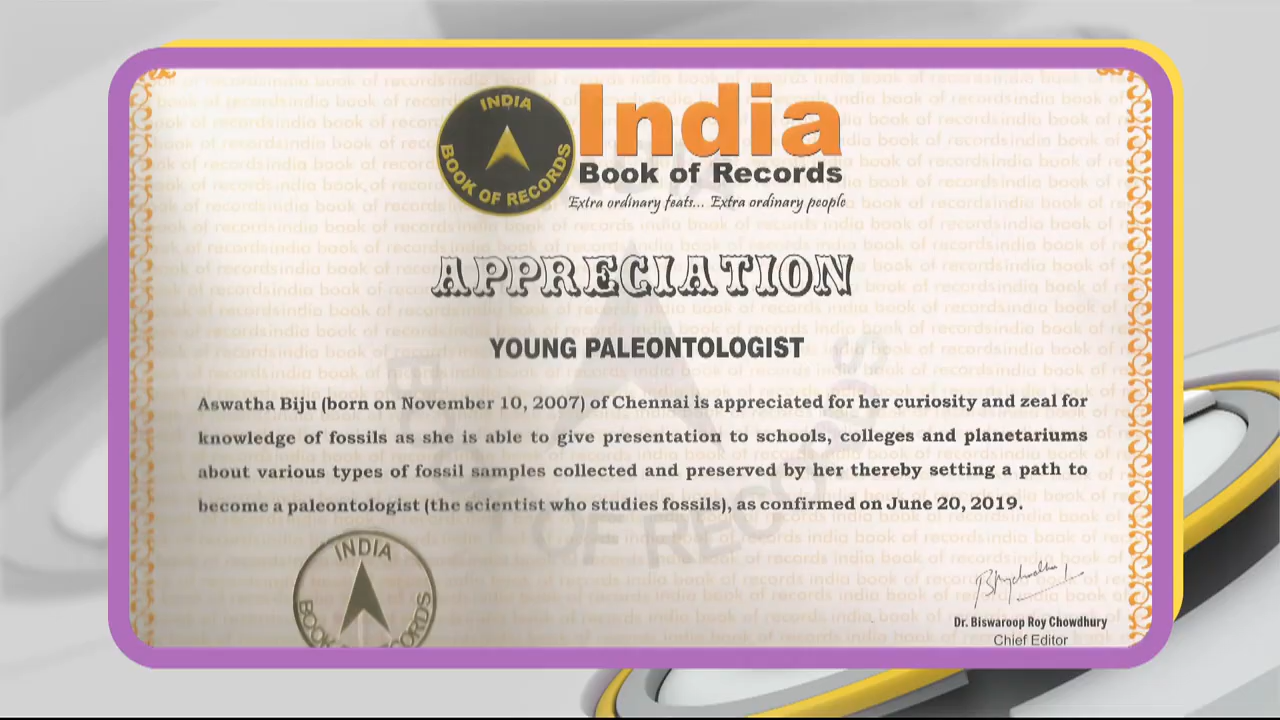 INDIA
BOOK OF RECORDS
India
Book of Records
Extra ordinary feats... Extra ordinary people
APPRECIATION
YOUNG PALEONTOLOGIST
Aswatha Biju (born on November 10, 2007) of Chennai is appreciated for her curiosity and zeal for
knowledge of fossils as she is able to give presentation to schools, colleges and planetariums
about various types of fossil samples collected and preserved by her thereby setting a path to
become a paleontologist (the scientist who studies fossils), as confirmed on June 20, 2019.
INDIA
BOOK RECORDS
Dr. Biswaroop Roy Chowdhury
Chief Editor